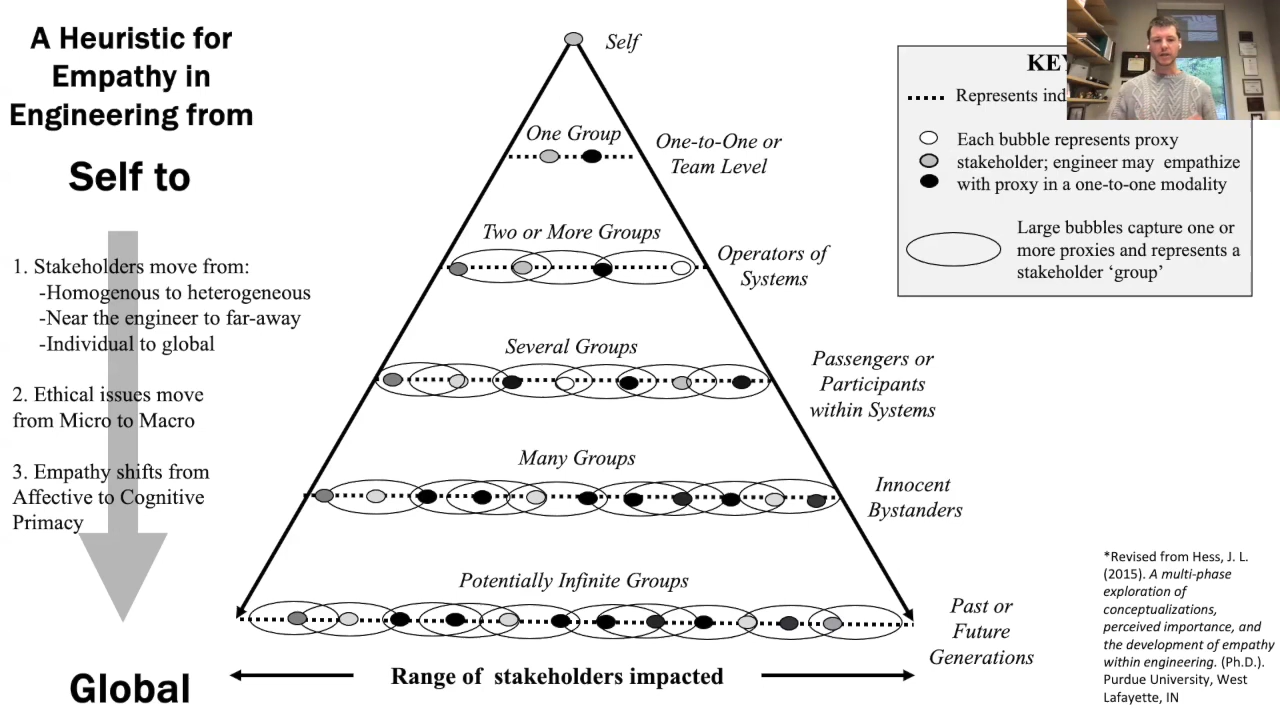 A Heuristic for
Empathy in
Engineering from
Self to
1. Stakeholders move from:
-Homogenous to heterogeneous
-Near the engineer to far-away
-Individual to global
2. Ethical issues move
from Micro to Macro
3. Empathy shifts from
Affective to Cognitive
Primacy
Global
Self
One Group
One-to-One or
Team Level
Two or More Groups
Operators of
Systems
Several Groups
Passengers or
Participants
within Systems
Many Groups
Innocent
Bystanders
Potentially Infinite Groups
Past or
Future
Generations
Range of stakeholders impacted
Represents
Each bubble represents proxy
stakeholder; engineer may empathize
with proxy in a one-to-one modality
Large bubbles capture one or
more proxies and represents a
stakeholder ‘group’
*Revised from Hess, J. L.
(2015). A multi-phase
exploration of
conceptualizations,
perceived importance, and
the development of empathy
within engineering. (Ph.D.).
Purdue University, West
Lafayette, IN